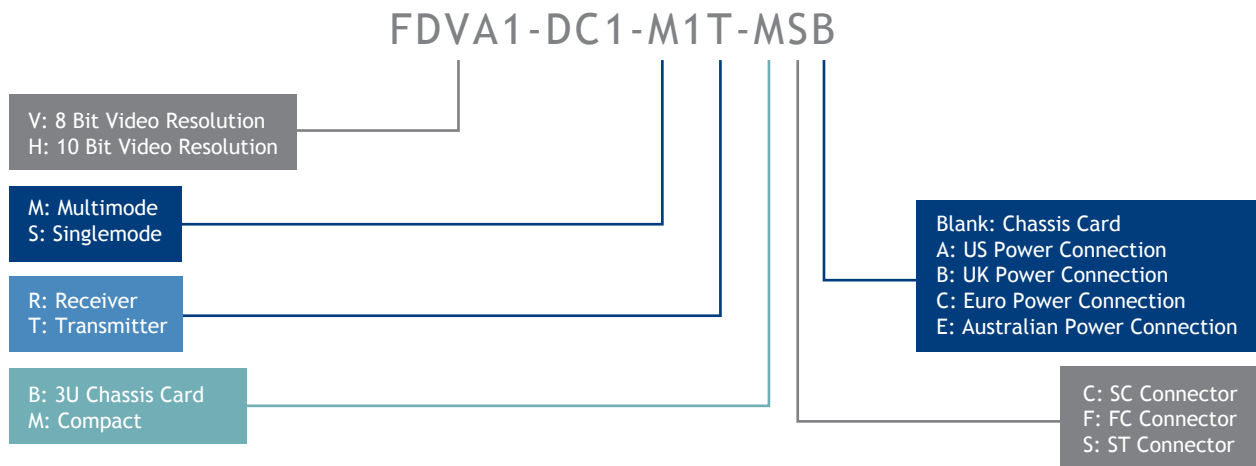 FDVA1-DC1-M1T-MSB
V: 8 Bit Video Resolution
H: 10 Bit Video Resolution
M: Multimode
S: Singlemode
R: Receiver
T: Transmitter
B: 3U Chassis Card
M: Compact
Blank: Chassis Card
A: US Power Connection
B: UK Power Connection
C: Euro Power Connection
E: Australian Power Connection
C: SC Connector
F: FC Connector
S: ST Connector